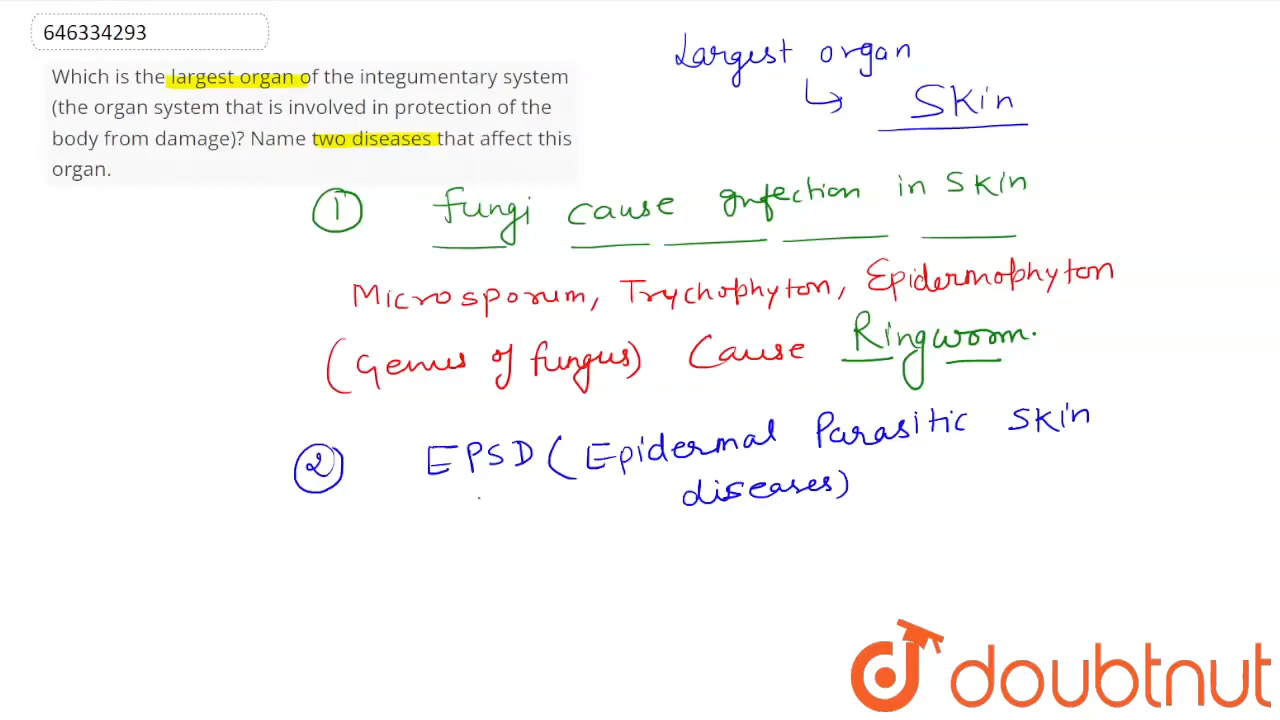 646334293
Which is the largest organ of the integumentary system
(the organ system that is involved in protection of the
body from damage)? Name two diseases that affect this
organ.
Largest organ
Skin
1 Fungi cause Infection in skin
Microsporum, Trychophyton, Epidermophyton
(Genus of fungus) Cause Ringworm.
2 EPSD (Epidermal Parasitic skin
diseases)
doubtnut